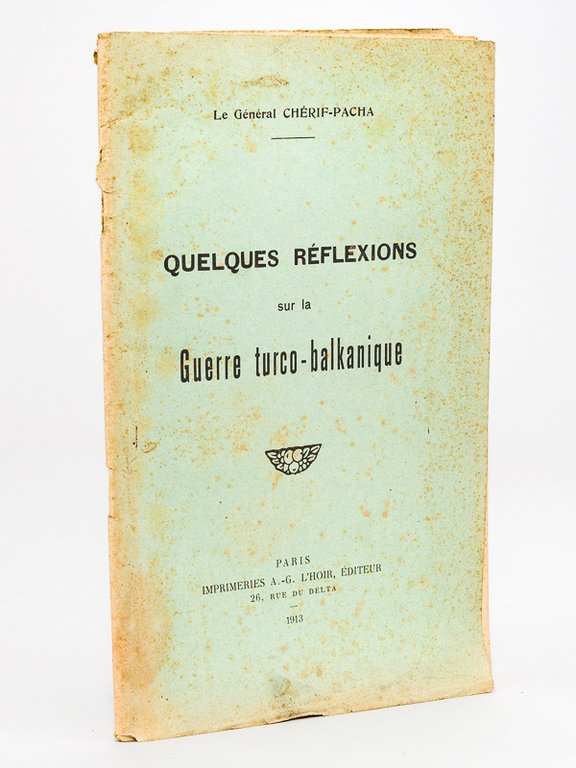 Le Général CHÉRIF-PACHA
QUELQUES RÉFLEXIONS
sur la
Guerre turco-balkanique
PARIS
IMPRIMERIES A.-G. L'HOIR, ÉDITEUR
26, RUE DU DELTA
1913